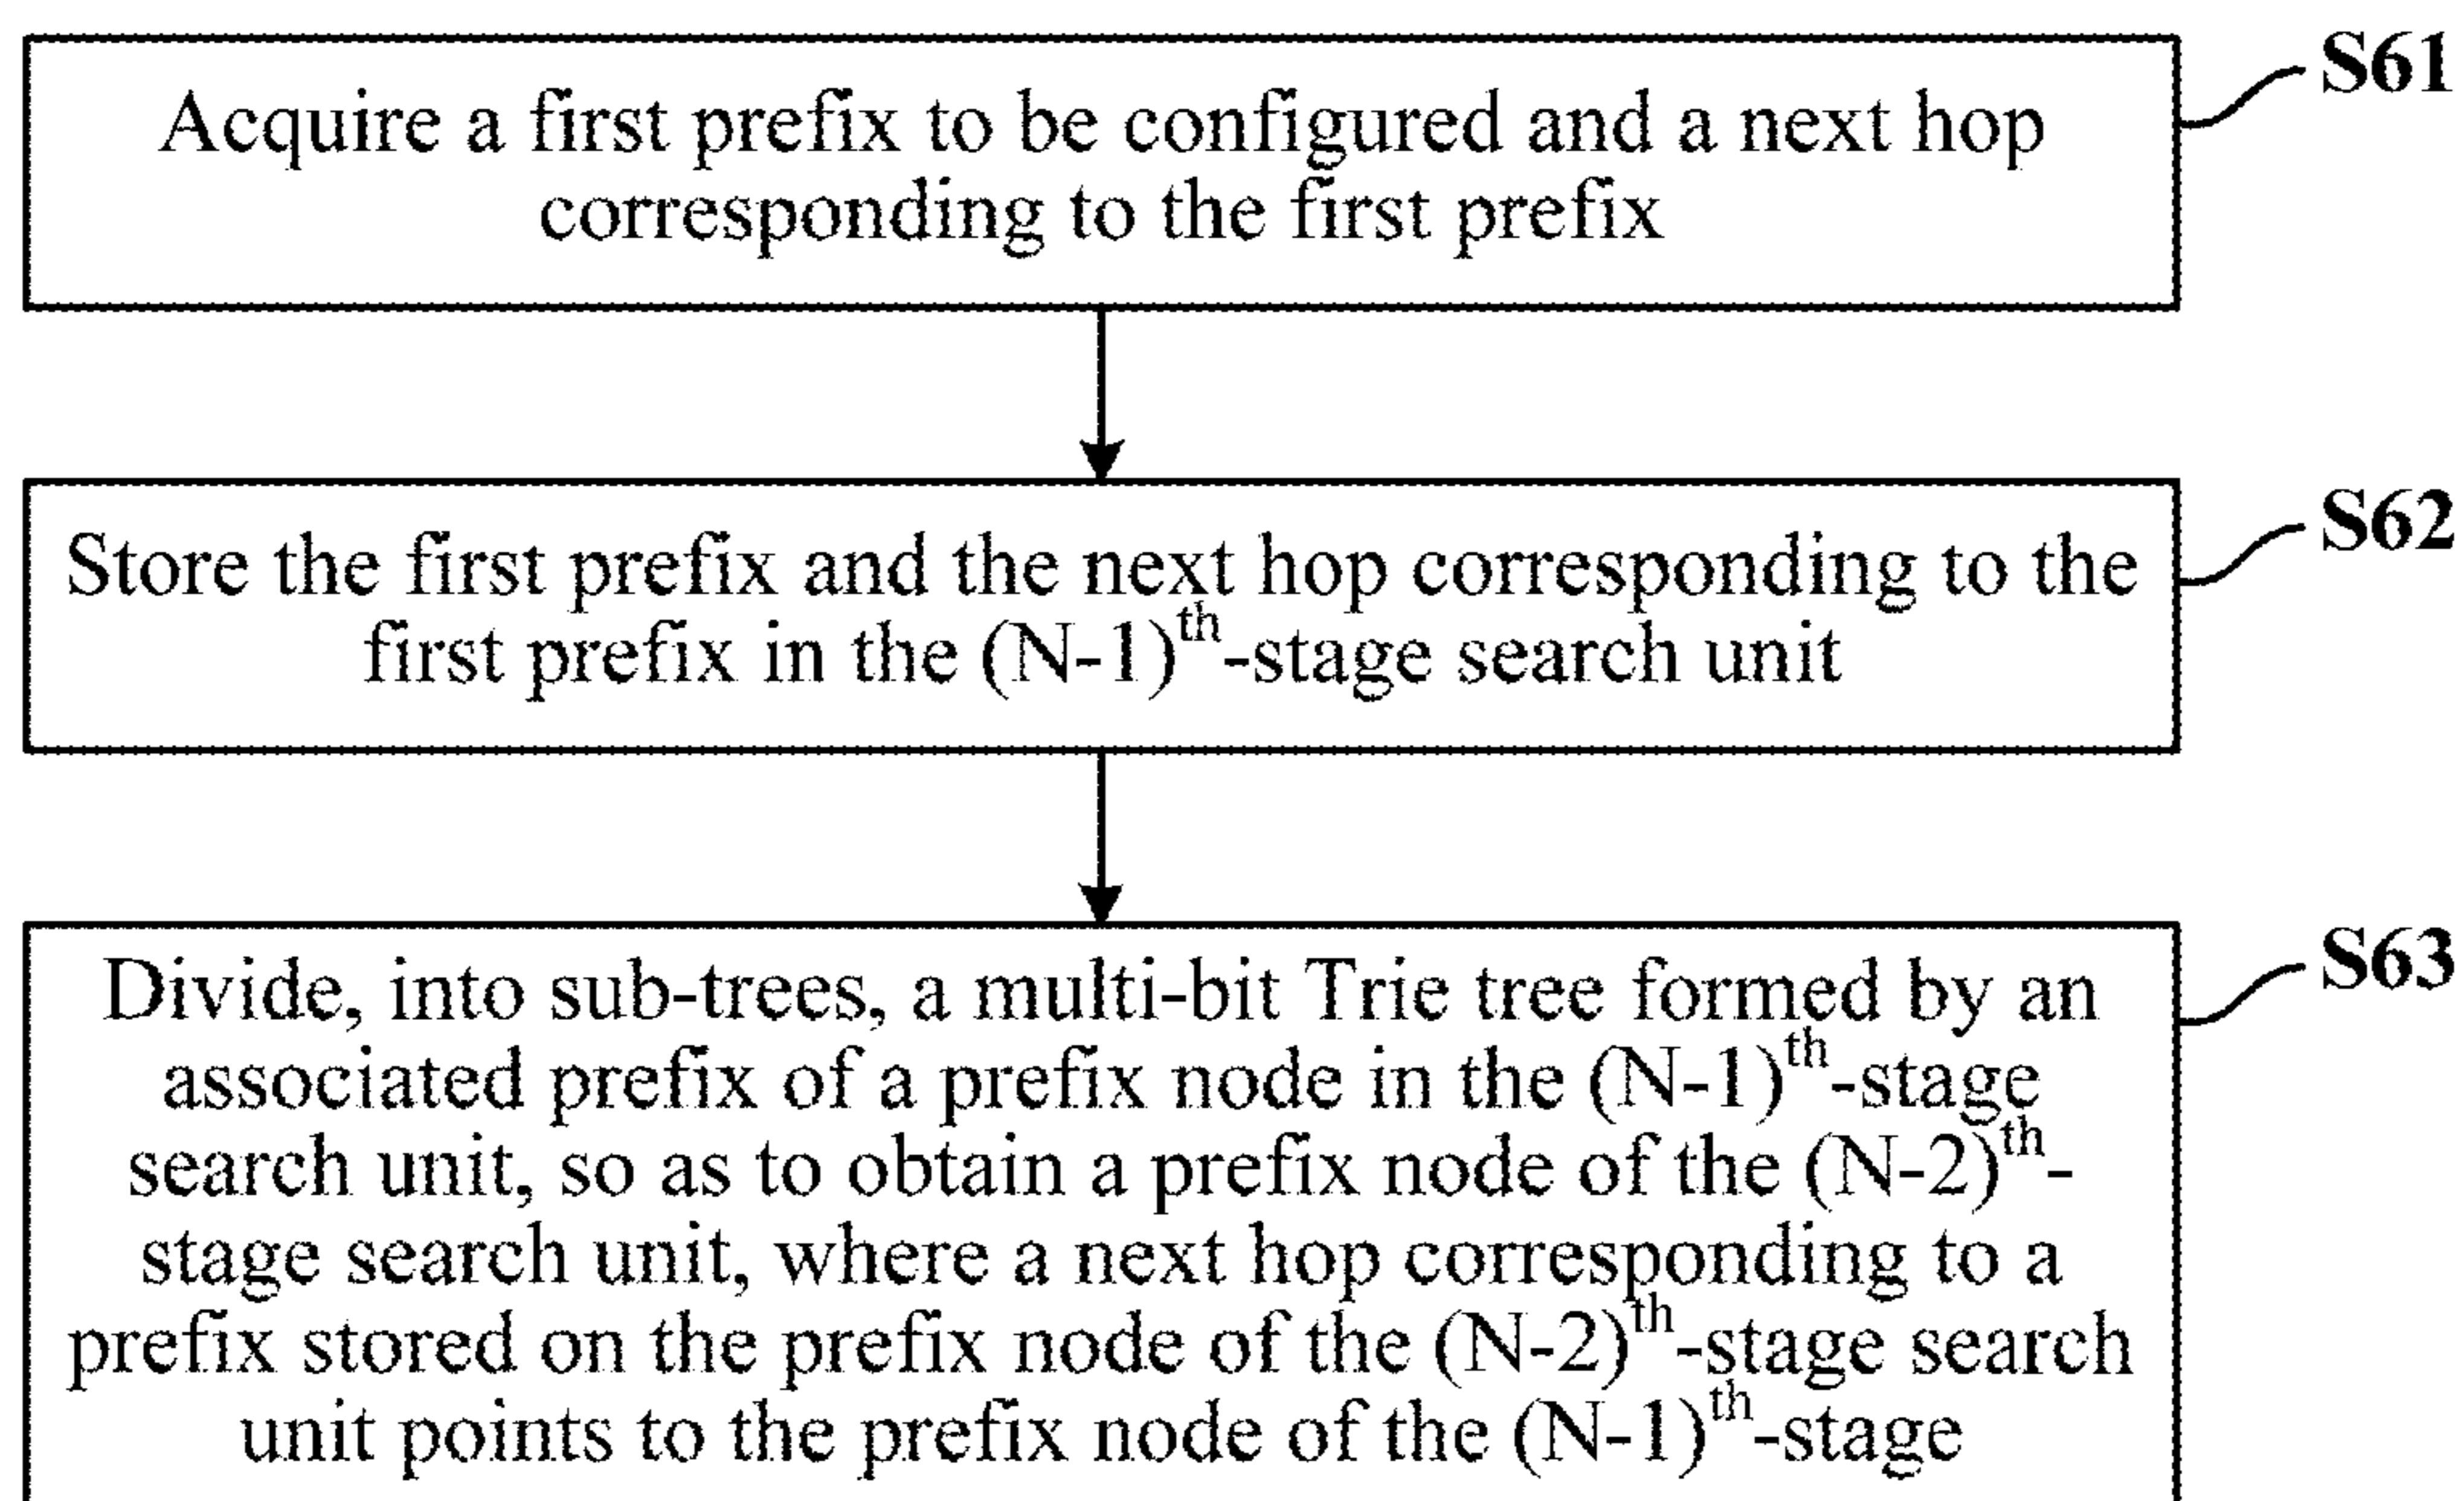 S61
Acquire a first prefix to be configured and a next hop
corresponding to the first prefix
S62
Store the first prefix and the next hop corresponding to the
first prefix in the (N-1)th-stage search unit
S63
Divide, into sub-trees, a multi-bit Trie tree formed by an
associated prefix of a prefix node in the (N-1)th-stage
search unit, so as to obtain a prefix node of the (N-2)th-
stage search unit, where a next hop corresponding to a
prefix stored on the prefix node of the (N-2)th-stage search
unit points to the prefix node of the (N-1)th-stage